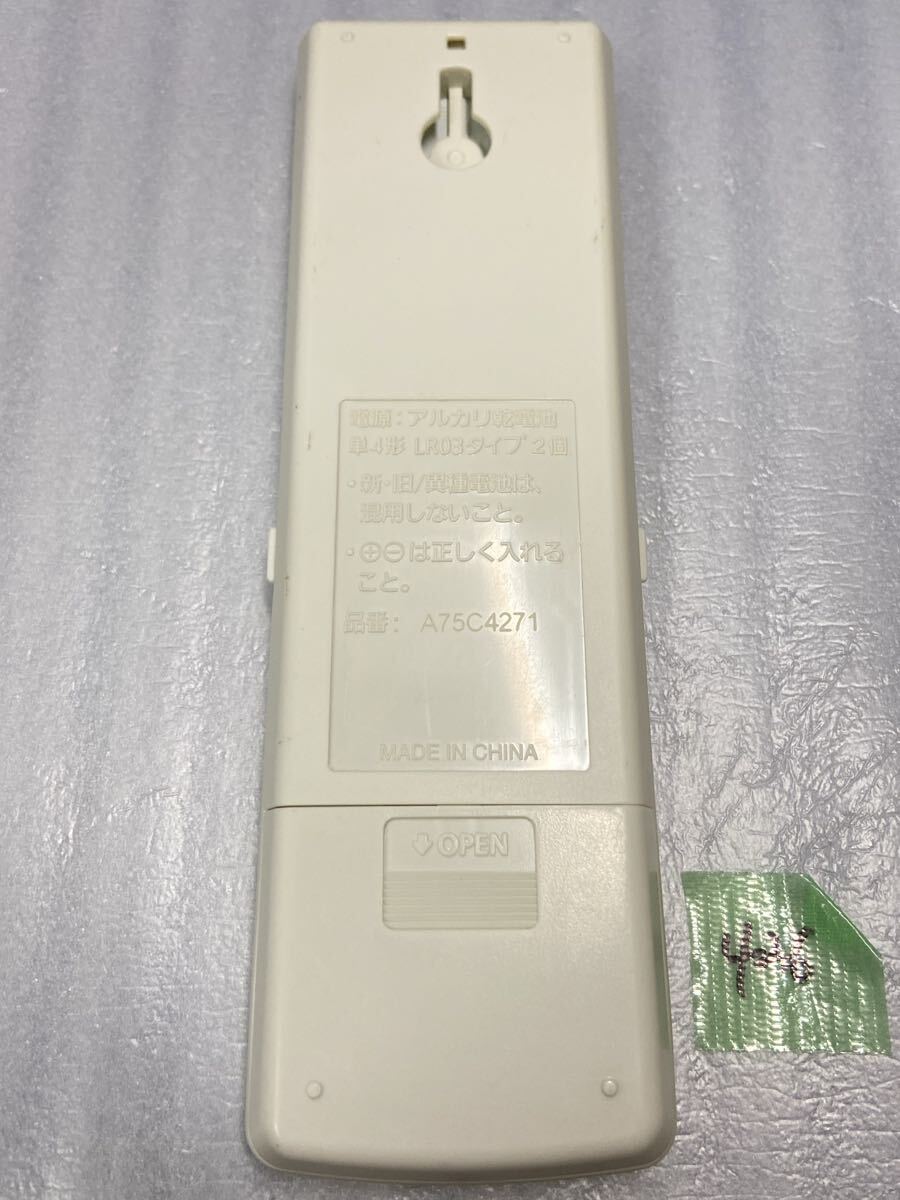 電源：アルカリ乾電池
単4形 LR03タイプ 2個
・新・旧/異種電池は、
混用しないこと。
・⊕⊖は正しく入れる
こと。
品番： A75C4271
MADE IN CHINA
OPEN